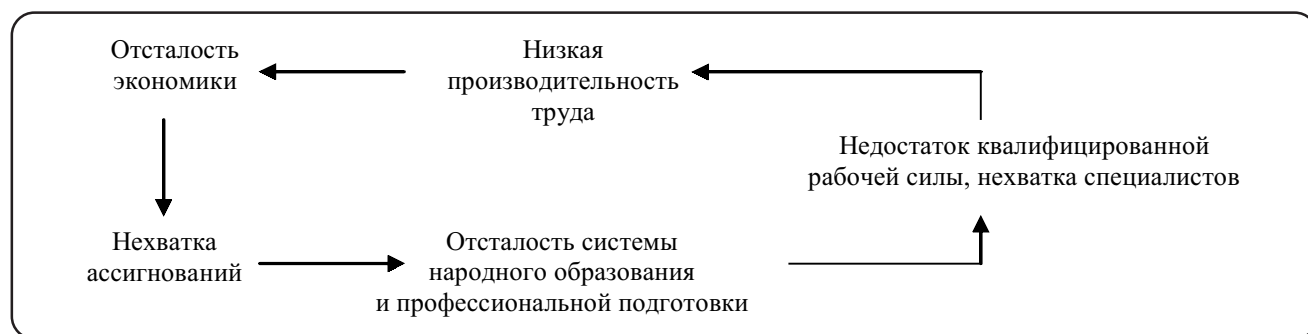 Отсталость
экономики
Низкая
производительность
труда
Недостаток квалифицированной
рабочей силы, нехватка специалистов
Нехватка
ассигнований
Отсталость системы
народного образования
и профессиональной подготовки